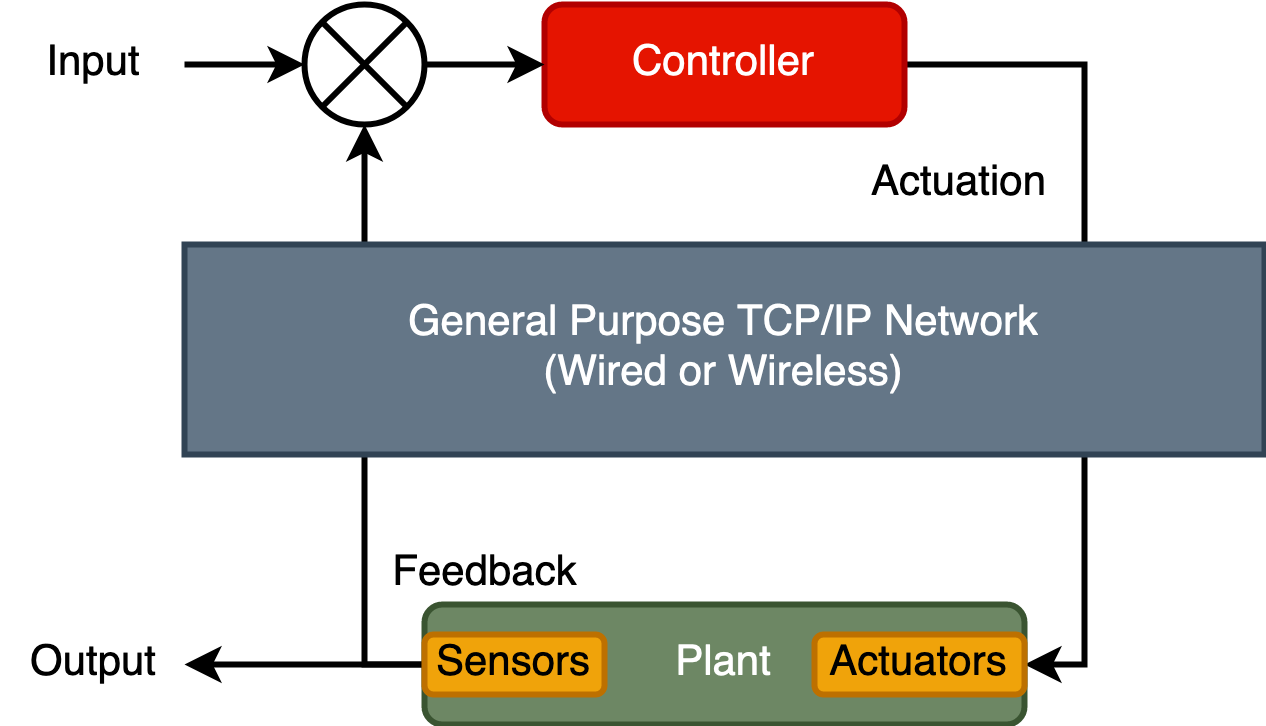 Input
Controller
Actuation
General Purpose TCP/IP Network
(Wired or Wireless)
Feedback
Output
Sensors
Plant
Actuators